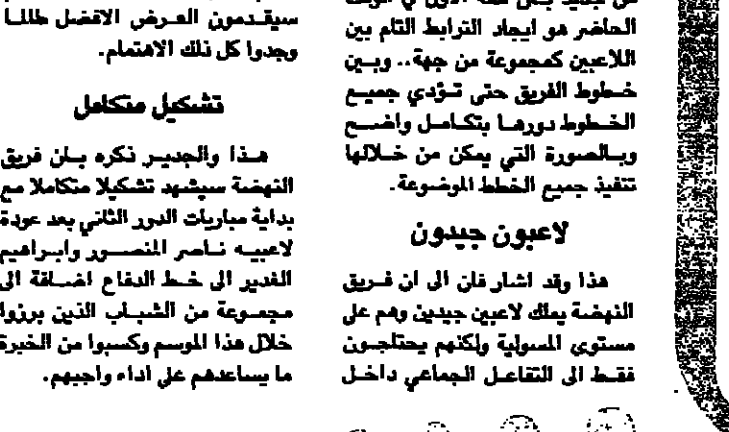 الحاضر هو ايجاد الترابط التام بين
اللاعبين كمجموعة من جهة.. وبين
خطوط الفريق حتى تؤدي جميع
الخطوط دورها بتكامل واضح
وبالصورة التي يمكن من خلالها
تنفيذ جميع الخطط الموضوعة.
لاعبون جيدون
هذا وقد اشار فان الى ان فريق
النهضة يملك لاعبين جيدين وهم على
مستوى المسؤلية ولكنهم يحتاجون
فقط الى التفاعل الجماعي داخل
سيقدمون العرض الافضل طالما
وجدوا كل ذلك الاهتمام.
تشكيل متكامل
هذا والجدير ذكره بان فريق
النهضة سيشهد تشكيلا متكاملا مع
بداية مباريات الدور الثاني بعد عودة
لاعبيه ناصر المنصور وابراهيم
الغدير الى خط الدفاع اضافة الى
مجموعة من الشباب الذين برزوا
خلال هذا الموسم وكسبوا من الخبرة
ما يساعدهم على اداء واجبهم.